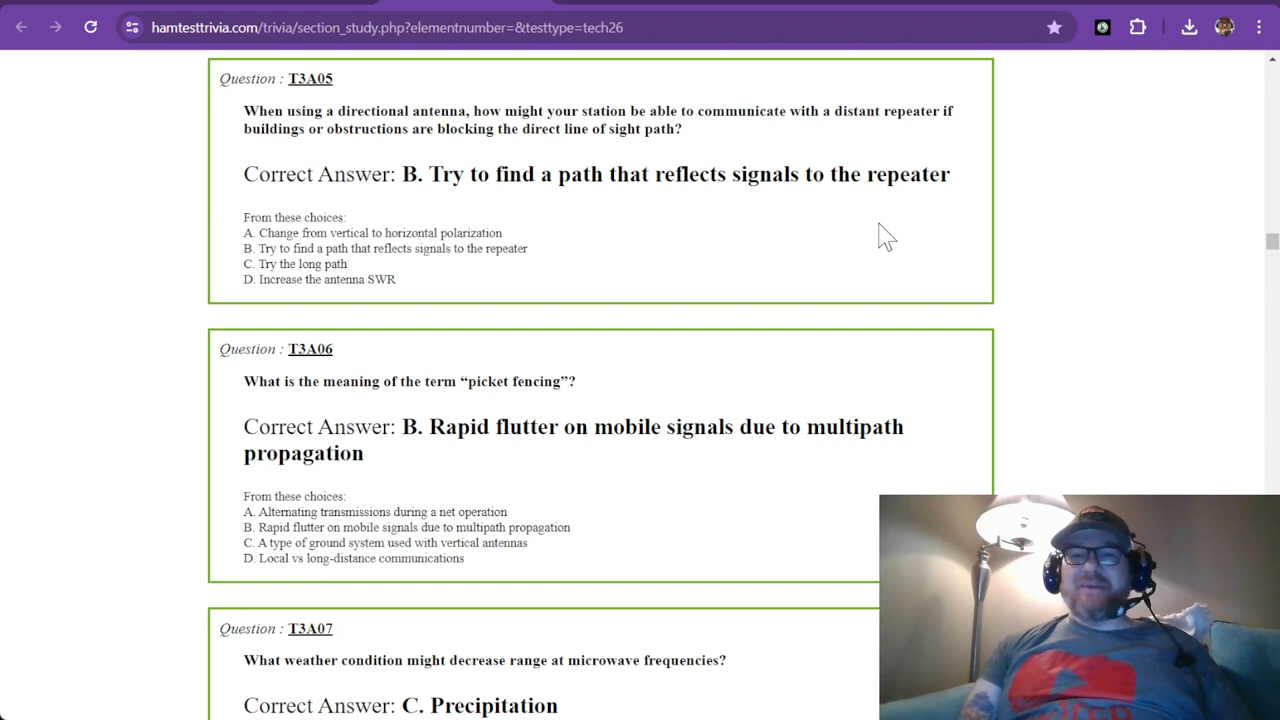 hamtesttrivia.com/trivia/section_study.php?elementnumber=&testtype=tech26
Question : T3A05
When using a directional antenna, how might your station be able to communicate with a distant repeater if
buildings or obstructions are blocking the direct line of sight path?
Correct Answer: B. Try to find a path that reflects signals to the repeater
From these choices:
A. Change from vertical to horizontal polarization
B. Try to find a path that reflects signals to the repeater
C. Try the long path
D. Increase the antenna SWR
Question : T3A06
What is the meaning of the term “picket fencing”?
Correct Answer: B. Rapid flutter on mobile signals due to multipath
propagation
From these choices:
A. Alternating transmissions during a net operation
B. Rapid flutter on mobile signals due to multipath propagation
C. A type of ground system used with vertical antennas
D. Local vs long-distance communications
Question : T3A07
What weather condition might decrease range at microwave frequencies?
Correct Answer: C. Precipitation